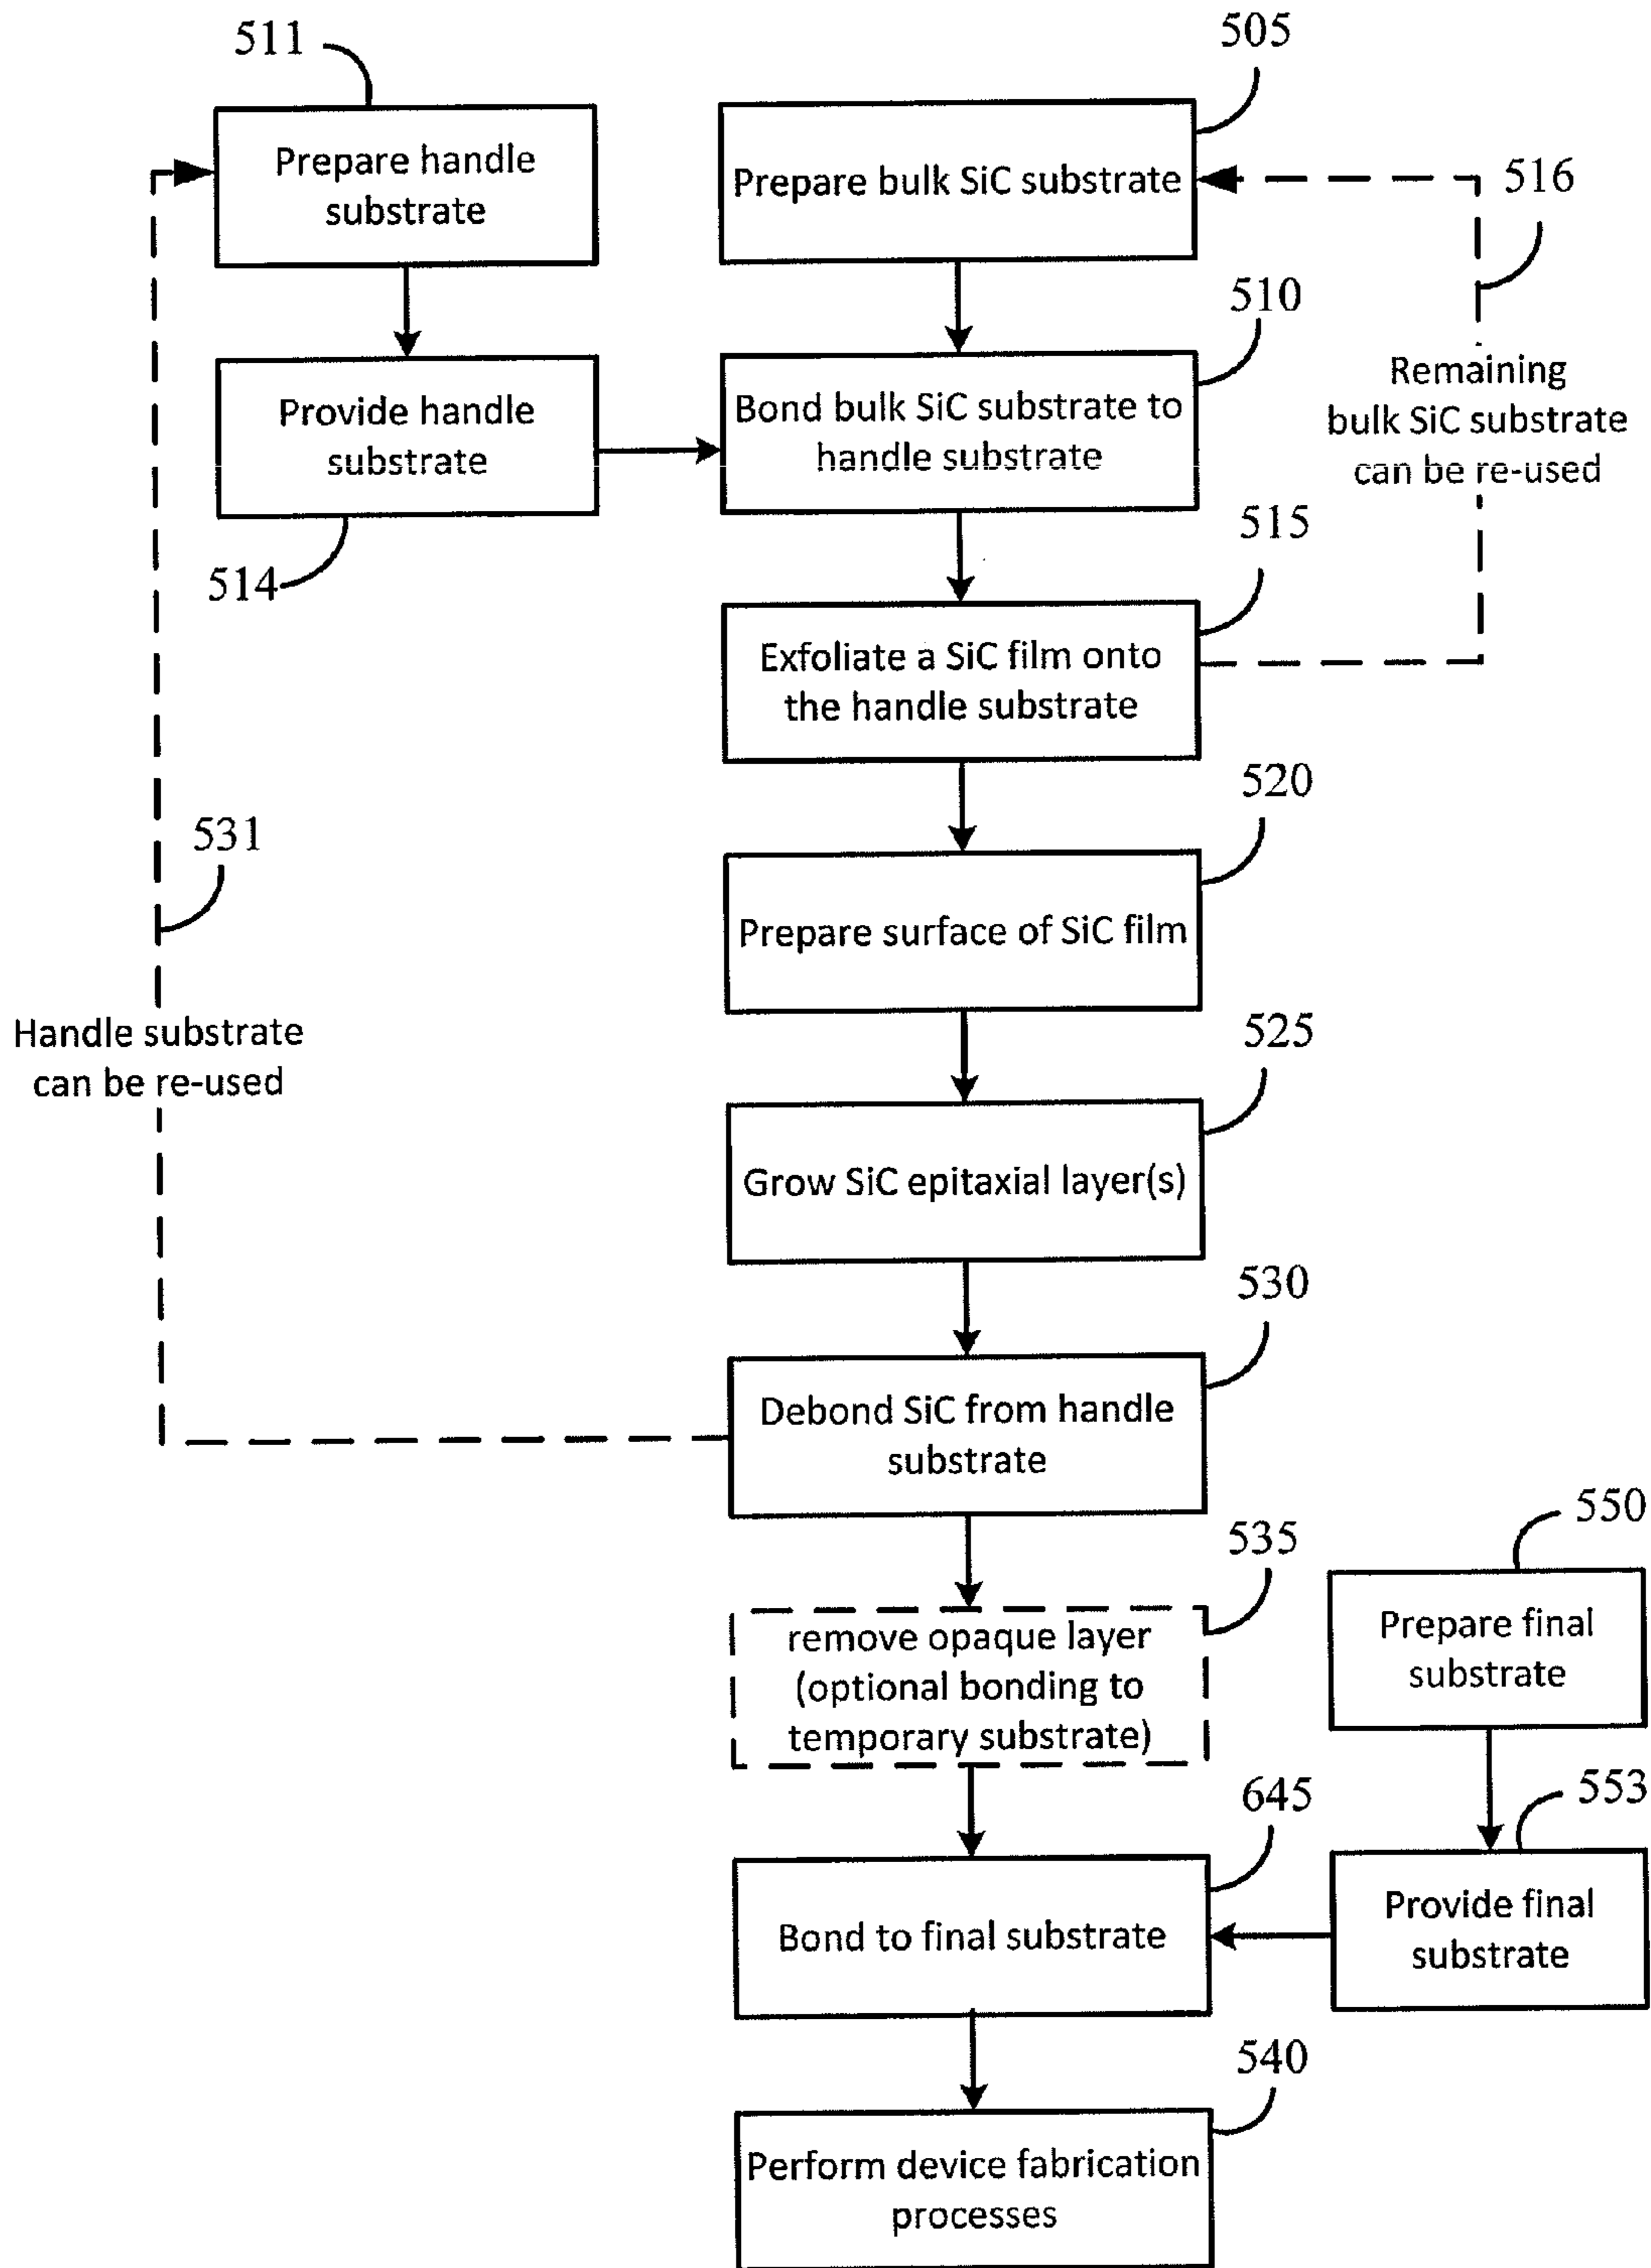 511
505
Prepare handle
substrate
Prepare bulk SiC substrate
516
510
Provide handle
substrate
Bond bulk SiC substrate to
handle substrate
Remaining
bulk SiC substrate
can be re-used
514
515
Exfoliate a SiC film onto
the handle substrate
520
531
Prepare surface of SiC film
Handle substrate
can be re-used
525
Grow SiC epitaxial layer(s)
530
Debond SiC from handle
substrate
550
535
remove opaque layer
(optional bonding to
temporary substrate)
Prepare final
substrate
645
553
Bond to final substrate
Provide final
substrate
540
Perform device fabrication
processes